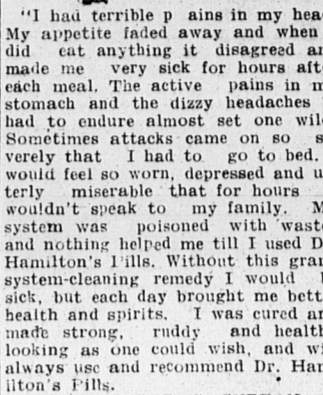 "I had terrible p ains in my hea
My appetite faded away and when
did eat anything it disagreed an
made me very sick for hours aft
each meal. The active pains in m
stomach and the dizzy headaches
had to endure almost set one wil
Sometimes attacks came on so s
verely that I had to go to bed.
would feel so worn, depressed and u
terly miserable that for hours
wouldn't speak to my family. M
system was poisoned with wast
and nothing helped me till I used D
Hamilton's Pills. Without this gran
system-cleaning remedy I would b
sick, but each day brought me bett
health and spirits. I was cured an
made strong, ruddy and health
looking as one could wish, and wi
always use and recommend Dr. Ham
ilton's Pills.